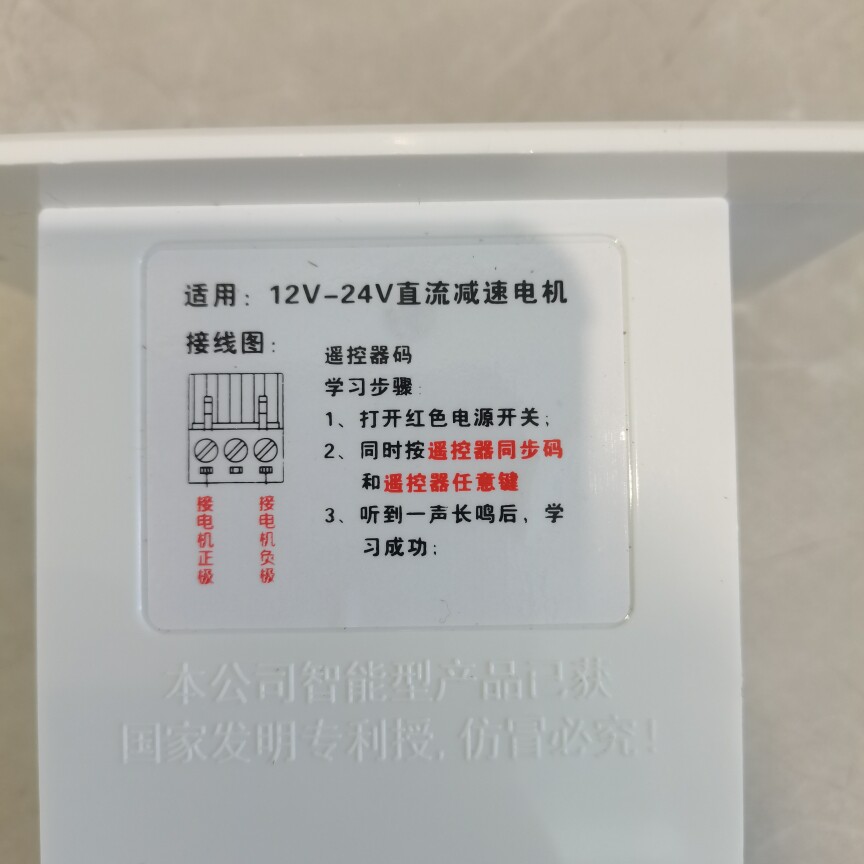 适用：12V-24V直流减速电机
接线图：
接电机正极
接电机负极
遥控器码
学习步骤：
1、打开红色电源开关；
2、同时按遥控器同步码
和遥控器任意键
3、听到一声长鸣后，学
习成功；
本公司智能型产品已获
国家发明专利授,仿冒必究!